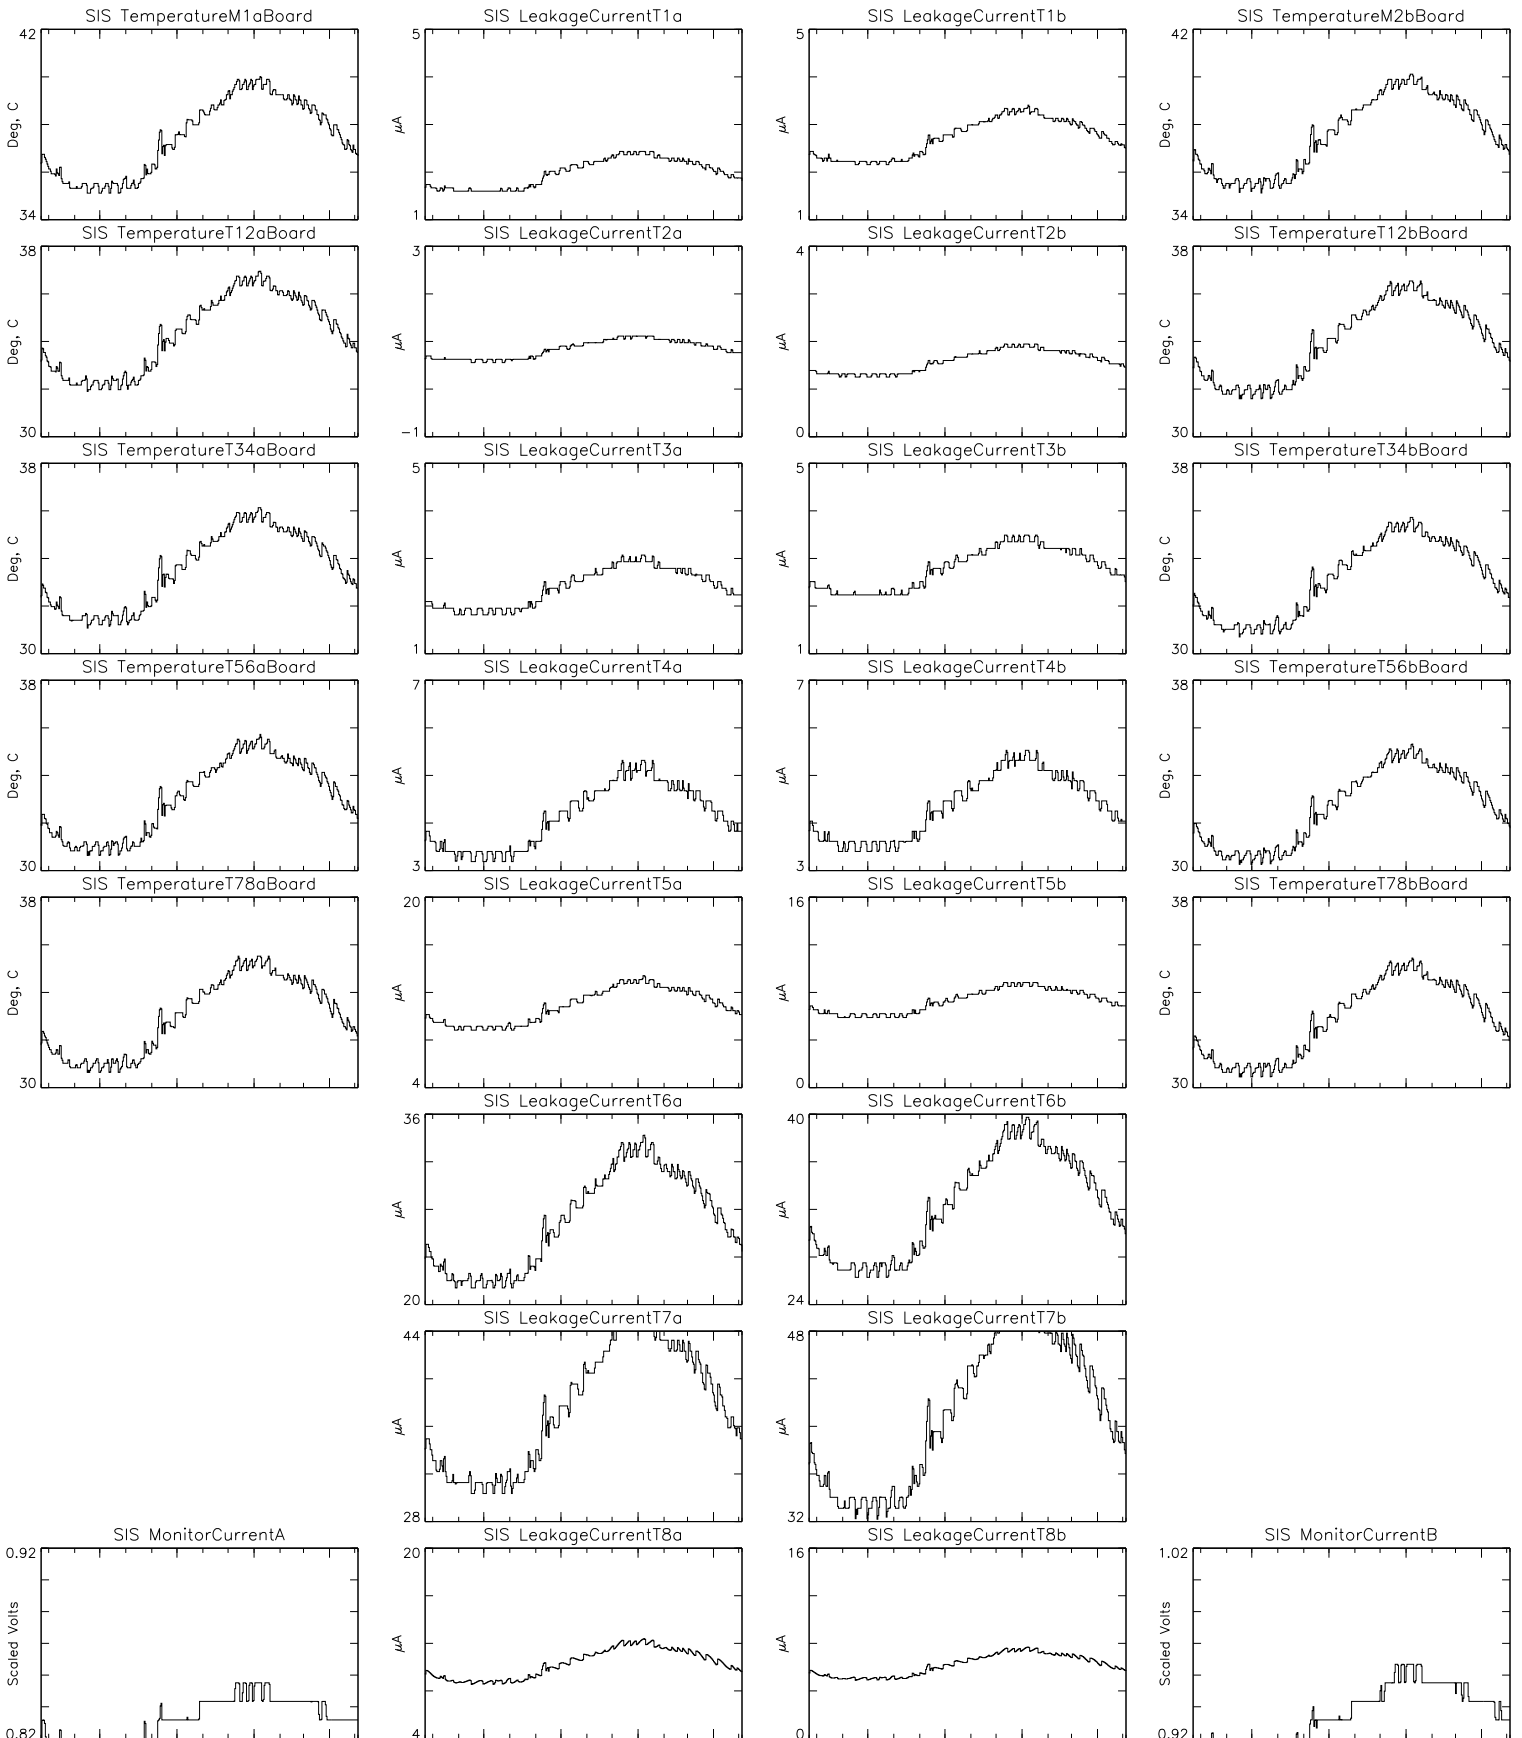 SIS TemperatureM1aBoard
SIS LeakageCurrentT1a
SIS LeakageCurrentT1b
SIS TemperatureM2bBoard
42
5
5
42
Deg, C
μA
μA
Deg, C
34
1
1
34
SIS TemperatureT12aBoard
SIS LeakageCurrentT2a
SIS LeakageCurrentT2b
SIS TemperatureT12bBoard
38
3
4
38
Deg, C
μA
μA
Deg, C
30
−1
0
30
SIS TemperatureT34aBoard
SIS LeakageCurrentT3a
SIS LeakageCurrentT3b
SIS TemperatureT34bBoard
38
5
5
38
Deg, C
μA
μA
Deg, C
30
1
1
30
SIS TemperatureT56aBoard
SIS LeakageCurrentT4a
SIS LeakageCurrentT4b
SIS TemperatureT56bBoard
38
7
7
38
Deg, C
μA
μA
Deg, C
30
3
3
30
SIS TemperatureT78aBoard
SIS LeakageCurrentT5a
SIS LeakageCurrentT5b
SIS TemperatureT78bBoard
38
20
16
38
Deg, C
μA
μA
Deg, C
30
4
0
30
SIS LeakageCurrentT6a
SIS LeakageCurrentT6b
36
40
μA
μA
20
24
SIS LeakageCurrentT7a
SIS LeakageCurrentT7b
44
48
μA
μA
28
32
SIS MonitorCurrentA
SIS LeakageCurrentT8a
SIS LeakageCurrentT8b
SIS MonitorCurrentB
0.92
20
16
1.02
Scaled Volts
μA
μA
Scaled Volts
0.82
4
0
0.92